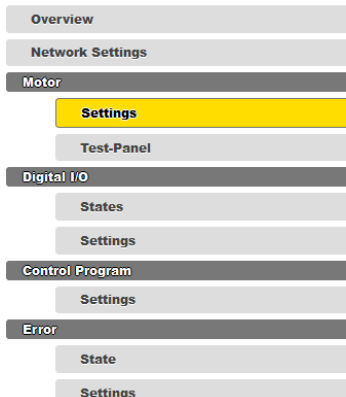 Overview
Network Settings
Motor
Settings
Test-Panel
Digital I/O
States
Settings
Control Program
Settings
Error
State
Settings